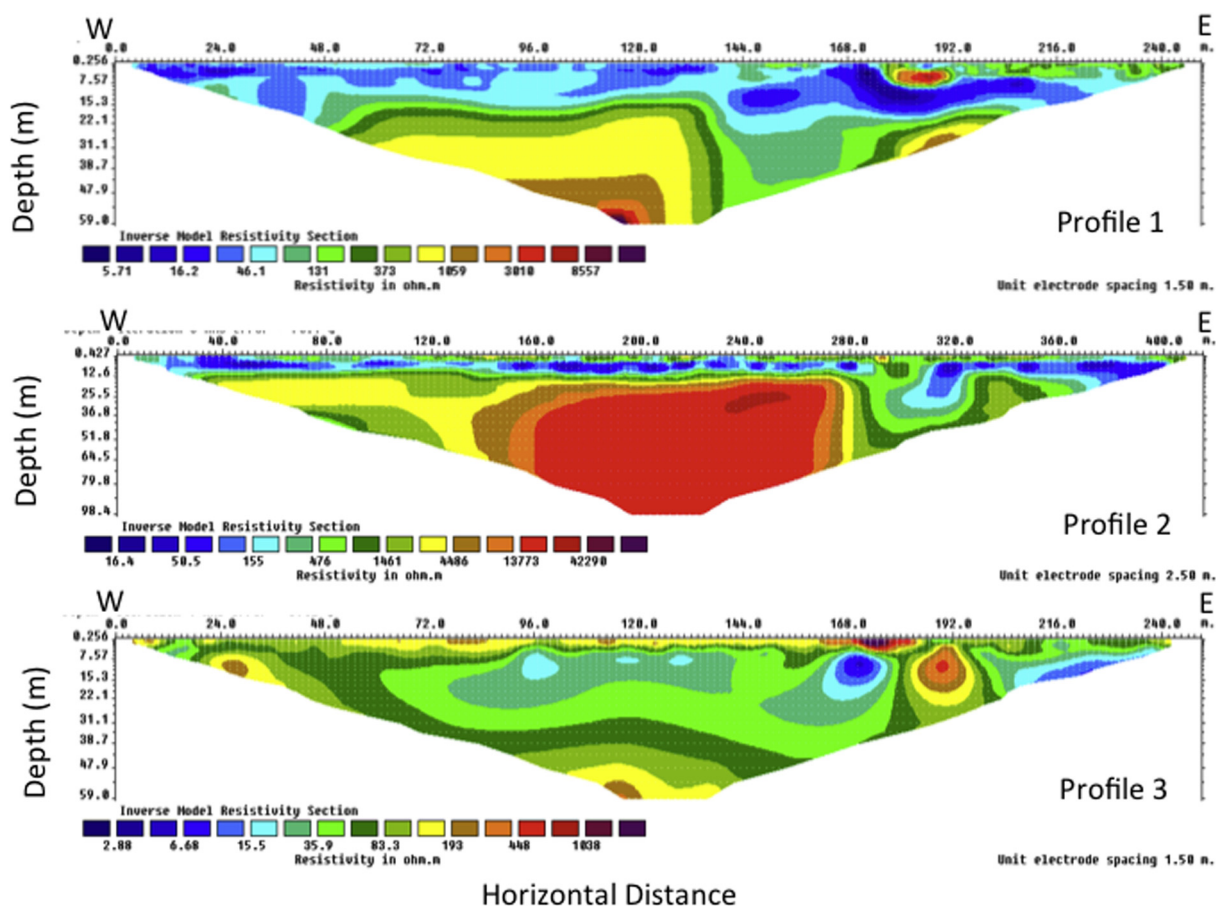 W E
0.0 24.0 48.0 72.0 96.0 120.0 144.0 168.0 192.0 216.0 240.0 m.
0.256
7.57
15.3
22.1
31.1
38.7
47.9
59.0
Depth (m)
Profile 1
Inverse Model Resistivity Section
5.71 16.2 46.1 131 373 1059 3010 8557
Resistivity in ohm.m
Unit electrode spacing 1.50 m.
W E
0.0 40.0 80.0 120.0 160.0 200.0 240.0 280.0 320.0 360.0 400.0 m.
0.427
12.6
25.5
36.8
51.8
64.5
79.8
98.4
Depth (m)
Profile 2
Inverse Model Resistivity Section
16.4 50.5 155 476 1461 4486 13773 42290
Resistivity in ohm.m
Unit electrode spacing 2.50 m.
W E
0.0 24.0 48.0 72.0 96.0 120.0 144.0 168.0 192.0 216.0 240.0 m.
0.256
7.57
15.3
22.1
31.1
38.7
47.9
59.0
Depth (m)
Profile 3
Inverse Model Resistivity Section
2.88 6.68 15.5 35.9 83.3 193 448 1038
Resistivity in ohm.m
Unit electrode spacing 1.50 m.
Horizontal Distance